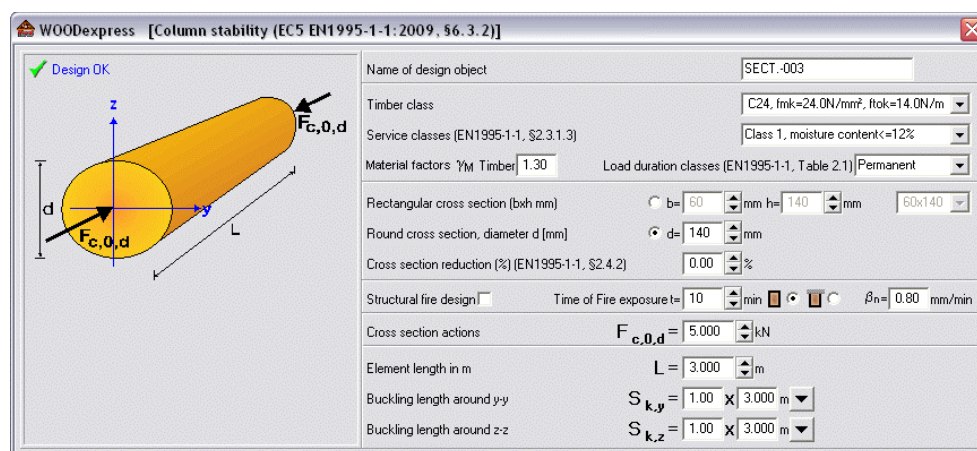 WOODexpress [Column stability (EC5 EN1995-1-1:2009, §6.3.2)]
Design OK
z
F c,0,d
d
y
F c,0,d
L
Name of design object SECT.-003
Timber class C24, fmk=24.0N/mm², ftok=14.0N/m
Service classes (EN1995-1-1, §2.3.1.3) Class 1, moisture content<=12%
Material factors γM Timber 1.30 Load duration classes (EN1995-1-1, Table 2.1) Permanent
Rectangular cross section (bxh mm) b= 60 mm h= 140 mm 60x140
Round cross section, diameter d [mm] d= 140 mm
Cross section reduction (%) (EN1995-1-1, §2.4.2) 0.00 %
Structural fire design Time of Fire exposure t= 10 min βn= 0.80 mm/min
Cross section actions F c,0,d = 5.000 kN
Element length in m L = 3.000 m
Buckling length around y-y S k,y = 1.00 x 3.000 m
Buckling length around z-z S k,z = 1.00 x 3.000 m